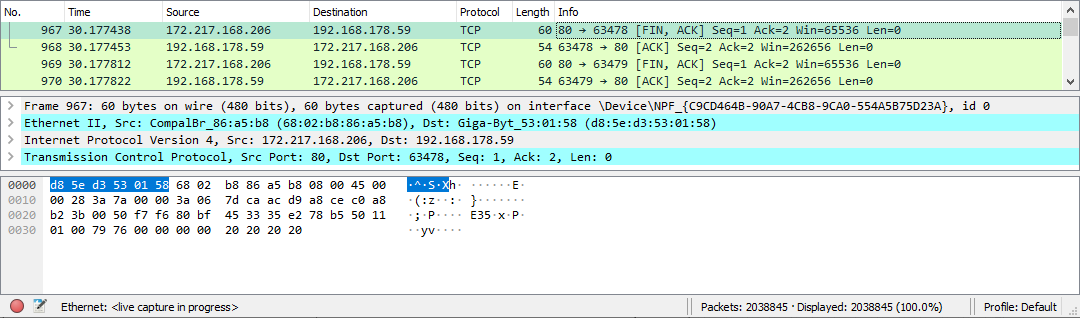 No. Time Source Destination Protocol Length Info
967 30.177438 172.217.168.206 192.168.178.59 TCP 60 80 → 63478 [FIN, ACK] Seq=1 Ack=2 Win=65536 Len=0
968 30.177453 192.168.178.59 172.217.168.206 TCP 54 63478 → 80 [ACK] Seq=2 Ack=2 Win=262656 Len=0
969 30.177812 172.217.168.206 192.168.178.59 TCP 60 80 → 63479 [FIN, ACK] Seq=1 Ack=2 Win=65536 Len=0
970 30.177822 192.168.178.59 172.217.168.206 TCP 54 63479 → 80 [ACK] Seq=2 Ack=2 Win=262656 Len=0
Frame 967: 60 bytes on wire (480 bits), 60 bytes captured (480 bits) on interface \Device\NPF_{C9CD464B-90A7-4CB8-9CA0-554A5B75D23A}, id 0
Ethernet II, Src: CompalBr_86:a5:b8 (68:02:b8:86:a5:b8), Dst: Giga-Byt_53:01:58 (d8:5e:d3:53:01:58)
Internet Protocol Version 4, Src: 172.217.168.206, Dst: 192.168.178.59
Transmission Control Protocol, Src Port: 80, Dst Port: 63478, Seq: 1, Ack: 2, Len: 0
0000 d8 5e d3 53 01 58 68 02 b8 86 a5 b8 08 00 45 00 ·^·S·Xh· ······E·
0010 00 28 3a 7a 00 00 3a 06 7d ca ac d9 a8 ce c0 a8 ·(:z··:· }·······
0020 b2 3b 00 50 f7 f6 80 bf 45 33 35 e2 78 b5 50 11 ·;·P···· E35·x·P·
0030 01 00 79 76 00 00 00 00 20 20 20 20 ··yv····
Ethernet: <live capture in progress> Packets: 2038845 · Displayed: 2038845 (100.0%) Profile: Default